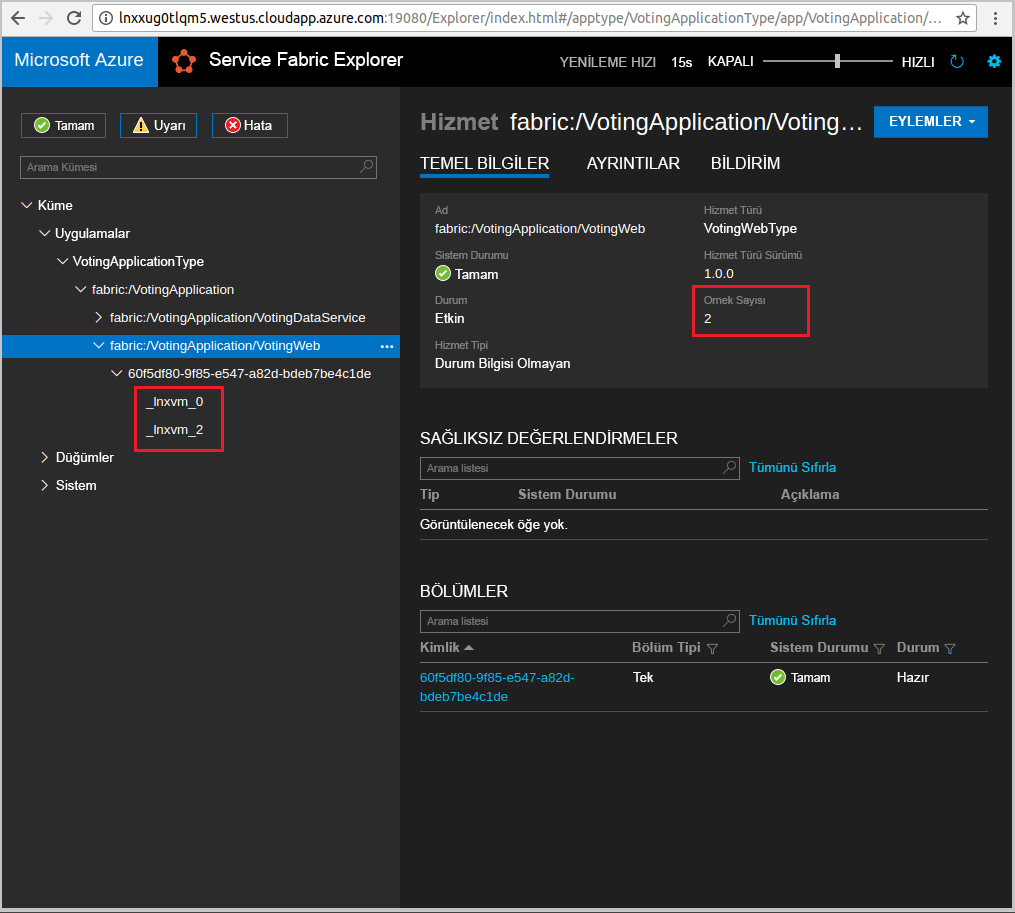 lnxxug0tlqm5.westus.cloudapp.azure.com:19080/Explorer/index.html#/apptype/VotingApplicationType/app/VotingApplication/...
Microsoft Azure
Service Fabric Explorer
YENİLEME HIZI 15s KAPALI HIZLI
Tamam
Uyarı
Hata
Arama Kümesi
Küme
Uygulamalar
VotingApplicationType
fabric:/VotingApplication
fabric:/VotingApplication/VotingDataService
fabric:/VotingApplication/VotingWeb ...
60f5df80-9f85-e547-a82d-bdeb7be4c1de
_lnxvm_0
_lnxvm_2
Düğümler
Sistem
Hizmet fabric:/VotingApplication/Voting...
EYLEMLER
TEMEL BİLGİLER AYRINTILAR BİLDİRİM
Ad
fabric:/VotingApplication/VotingWeb
Sistem Durumu
Tamam
Durum
Etkin
Hizmet Tipi
Durum Bilgisi Olmayan
Hizmet Türü
VotingWebType
Hizmet Türü Sürümü
1.0.0
Ornek Sayısı
2
SAĞLIKSIZ DEĞERLENDİRMELER
Arama listesi
Tümünü Sıfırla
Tip Sistem Durumu Açıklama
Görüntülenecek öğe yok.
BÖLÜMLER
Arama listesi
Tümünü Sıfırla
Kimlik Bölüm Tipi Sistem Durumu Durum
60f5df80-9f85-e547-a82d- Tek Tamam Hazır
bdeb7be4c1de